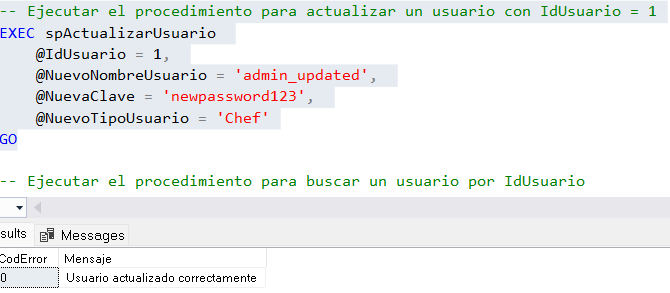 -- Ejecutar el procedimiento para actualizar un usuario con IdUsuario = 1
EXEC spActualizarUsuario
@IdUsuario = 1,
@NuevoNombreUsuario = 'admin_updated',
@NuevaClave = 'newpassword123',
@NuevoTipoUsuario = 'Chef'
GO
-- Ejecutar el procedimiento para buscar un usuario por IdUsuario
sults Messages
CodError Mensaje
0 Usuario actualizado correctamente